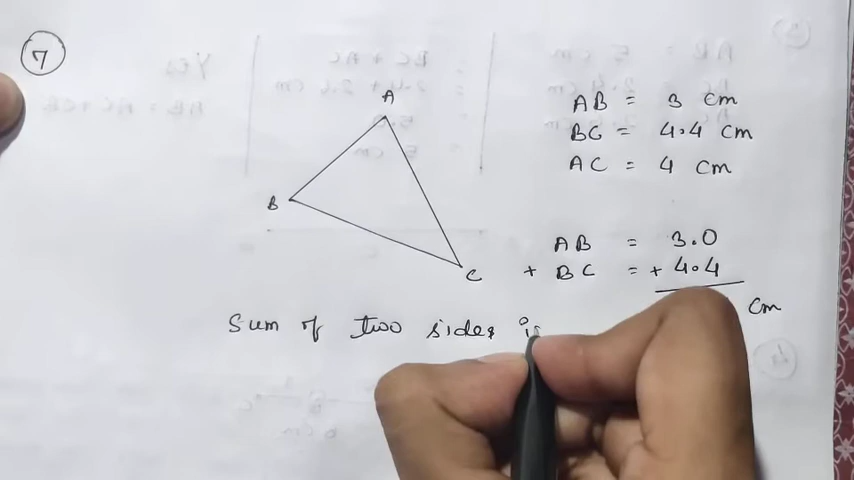 7
A
B
C
AB = 3 cm
BC = 4.4 cm
AC = 4 cm
AB = 3.0
+ BC = + 4.4
cm
Sum of two sides is